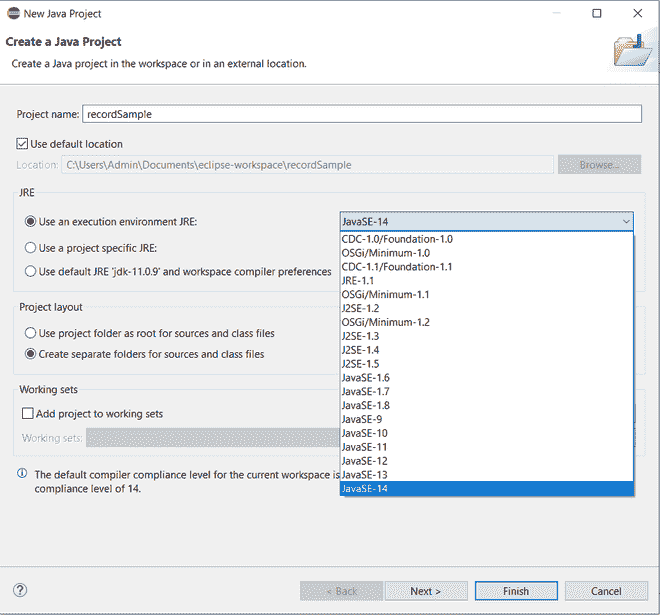 New Java Project
Create a Java Project
Create a Java project in the workspace or in an external location.
Project name: recordSample
Use default location
Location: C:\Users\Admin\Documents\eclipse-workspace\recordSample Browse...
JRE
Use an execution environment JRE: JavaSE-14
Use a project specific JRE:
Use default JRE 'jdk-11.0.9' and workspace compiler preferences
CDC-1.0/Foundation-1.0
OSGi/Minimum-1.0
CDC-1.1/Foundation-1.1
JRE-1.1
OSGi/Minimum-1.1
J2SE-1.2
OSGi/Minimum-1.2
J2SE-1.3
J2SE-1.4
J2SE-1.5
JavaSE-1.6
JavaSE-1.7
JavaSE-1.8
JavaSE-9
JavaSE-10
JavaSE-11
JavaSE-12
JavaSE-13
JavaSE-14
Project layout
Use project folder as root for sources and class files
Create separate folders for sources and class files
Working sets
Add project to working sets
Working sets:
The default compiler compliance level for the current workspace is
compliance level of 14.
?
< Back Next > Finish Cancel